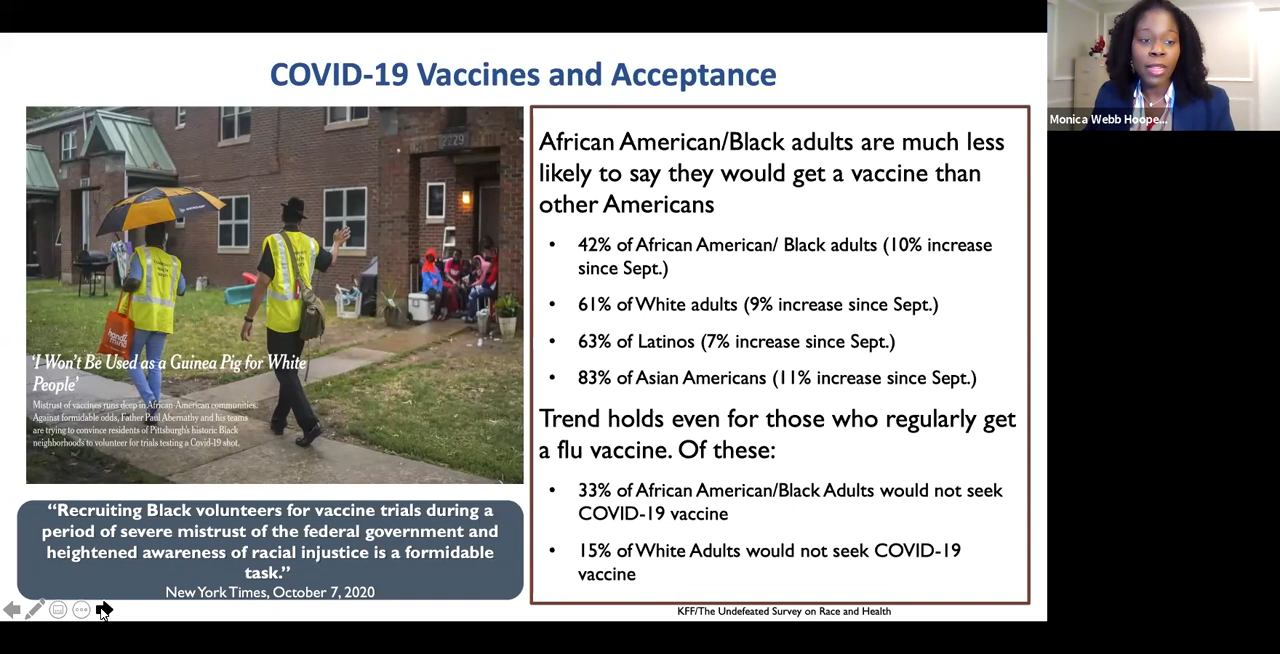 COVID-19 Vaccines and Acceptance
2229
hand2
mind
'I Won't Be Used as a Guinea Pig for White
People'
Mistrust of vaccines runs deep in African-American communities.
Against formidable odds, Father Paul Abernathy and his teams
are trying to convince residents of Pittsburgh's historic Black
neighborhoods to volunteer for trials testing a Covid-19 shot.
"Recruiting Black volunteers for vaccine trials during a
period of severe mistrust of the federal government and
heightened awareness of racial injustice is a formidable
task."
New York Times, October 7, 2020
African American/Black adults are much less
likely to say they would get a vaccine than
other Americans
• 42% of African American/ Black adults (10% increase
since Sept.)
• 61% of White adults (9% increase since Sept.)
• 63% of Latinos (7% increase since Sept.)
• 83% of Asian Americans (11% increase since Sept.)
Trend holds even for those who regularly get
a flu vaccine. Of these:
• 33% of African American/Black Adults would not seek
COVID-19 vaccine
• 15% of White Adults would not seek COVID-19
vaccine
KFF/The Undefeated Survey on Race and Health
Monica Webb Hoope...